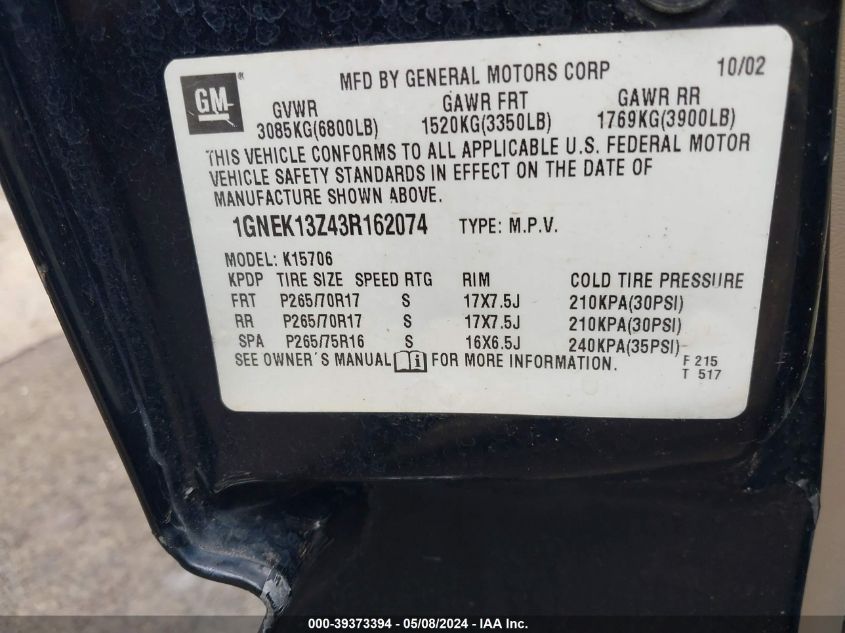 GM®
MFD BY GENERAL MOTORS CORP 10/02
GVWR GAWR FRT GAWR RR
3085KG(6800LB) 1520KG(3350LB) 1769KG(3900LB)
THIS VEHICLE CONFORMS TO ALL APPLICABLE U.S. FEDERAL MOTOR
VEHICLE SAFETY STANDARDS IN EFFECT ON THE DATE OF
MANUFACTURE SHOWN ABOVE.
1GNEK13Z43R162074 TYPE: M.P.V.
MODEL: K15706
KPDP TIRE SIZE SPEED RTG RIM COLD TIRE PRESSURE
FRT P265/70R17 S 17X7.5J 210KPA(30PSI)
RR P265/70R17 S 17X7.5J 210KPA(30PSI)
SPA P265/75R16 S 16X6.5J 240KPA(35PSI)
SEE OWNER'S MANUAL FOR MORE INFORMATION.
F 215
T 517
000-39373394 - 05/08/2024 - IAA Inc.